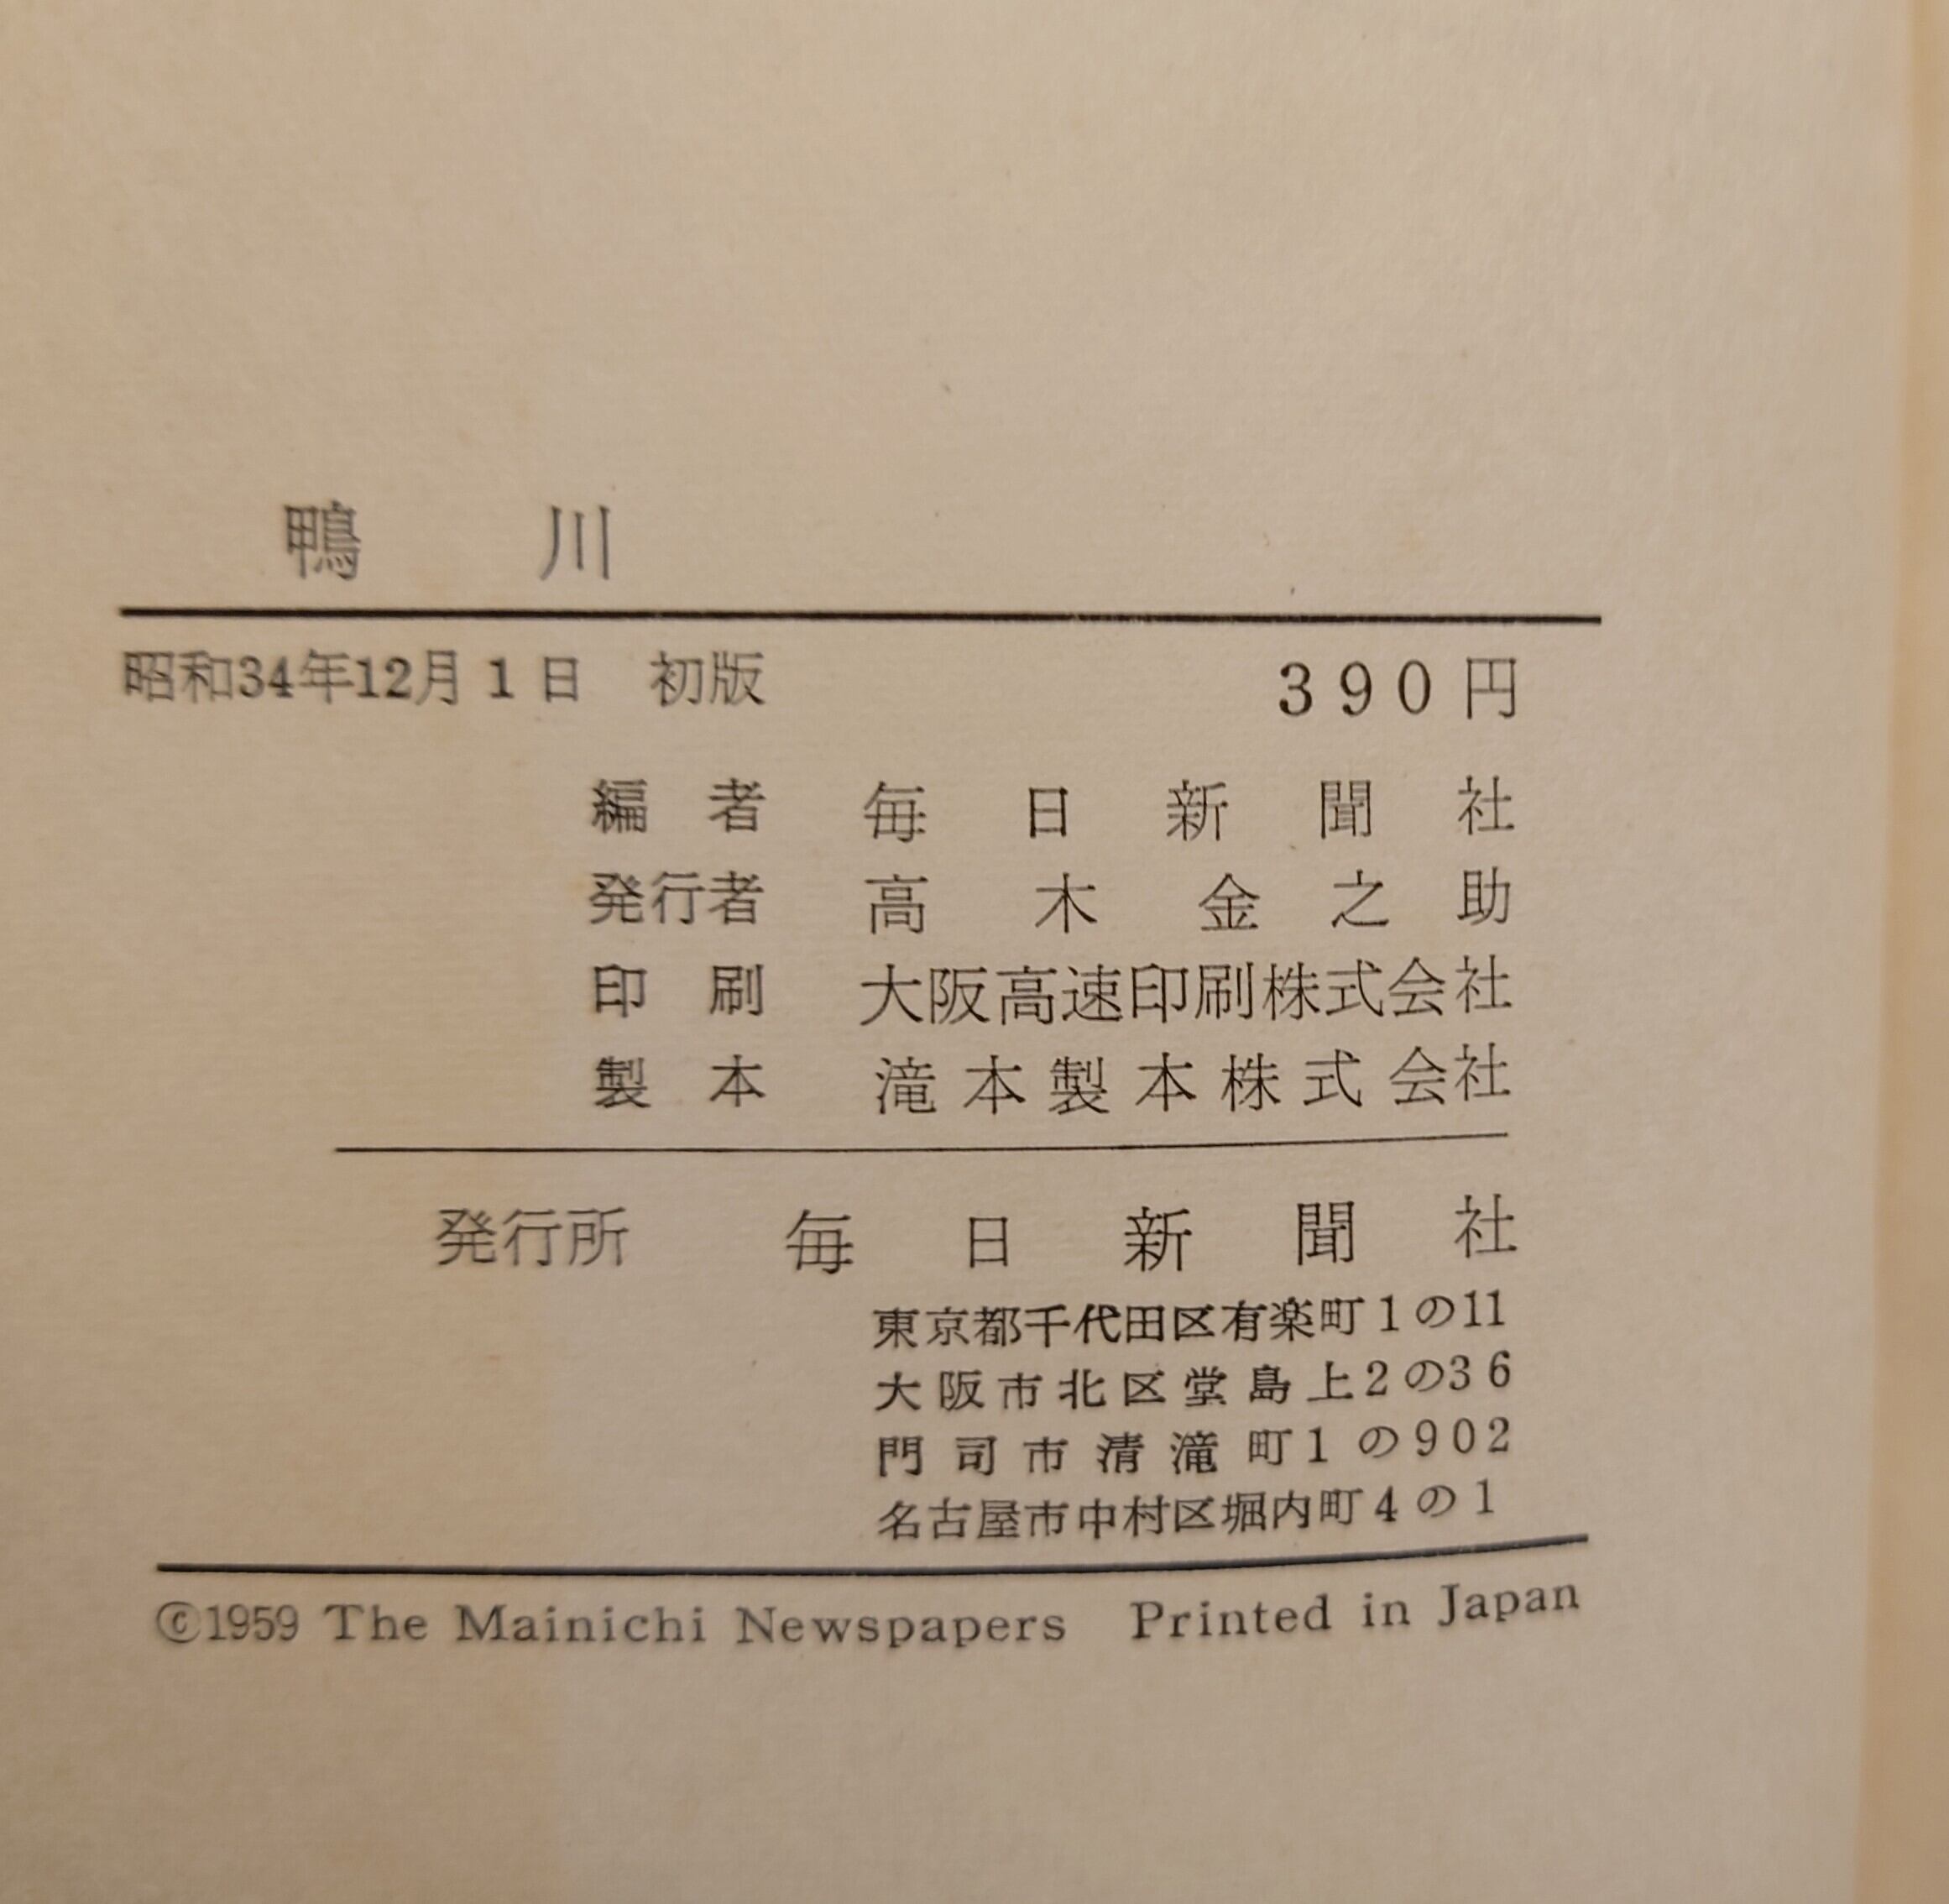 鴨川
昭和34年12月1日 初版 390円
編者 毎日新聞社
発行者 高木金之助
印刷 大阪高速印刷株式会社
製本 滝本製本株式会社
発行所 毎日新聞社
東京都千代田区有楽町1の11
大阪市北区堂島上2の36
門司市清滝町1の902
名古屋市中村区堀内町4の1
©1959 The Mainichi Newspapers Printed in Japan